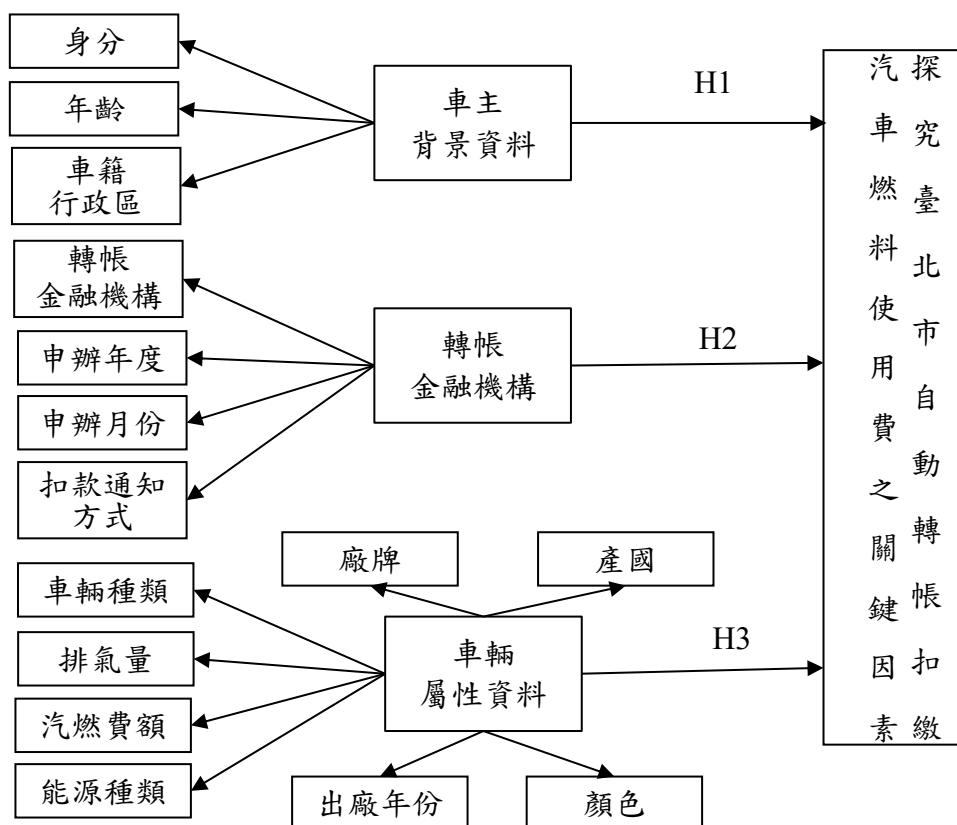 身分
年齡
車籍
行政區
車主
背景資料
H1
轉帳
金融機構
申辦年度
申辦月份
扣款通知
方式
轉帳
金融機構
H2
廠牌
產國
車輛種類
排氣量
汽燃費額
能源種類
車輛
屬性資料
H3
出廠年份
顏色
探究臺北市自動轉帳扣繳
汽車燃料使用費之關鍵因素